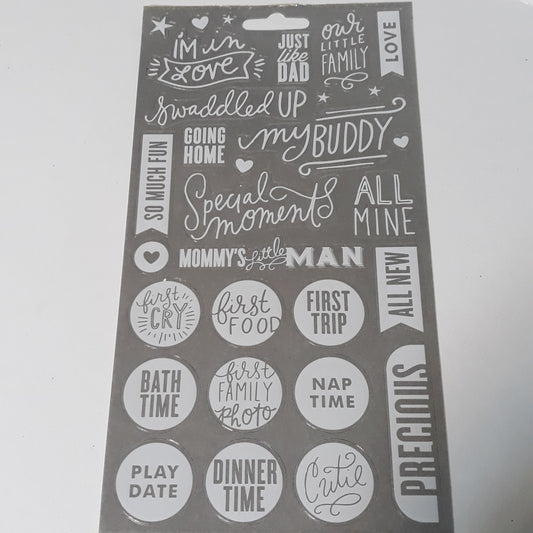 I'm in
Love
JUST
like
DAD
our
LITTLE
FAMILY
LOVE
Swaddled UP
SO MUCH FUN
GOING
HOME
my BUDDY
Special
moments
ALL
MINE
MOMMY'S little MAN
ALL NEW
first
CRY
first
FOOD
FIRST
TRIP
BATH
TIME
first
FAMILY
photo
NAP
TIME
PRECIOUS
PLAY
DATE
DINNER
TIME
Cutie